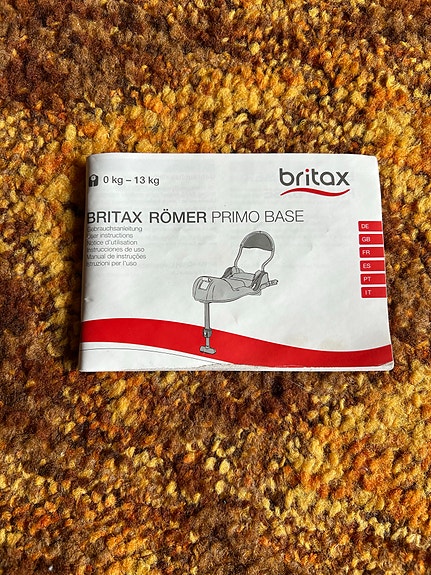 0 kg – 13 kg
britax
BRITAX RÖMER PRIMO BASE
Gebrauchsanleitung
User instructions
Notice d'utilisation
Instrucciones de uso
Manual de instruções
Istruzioni per l'uso
DE
GB
FR
ES
PT
IT